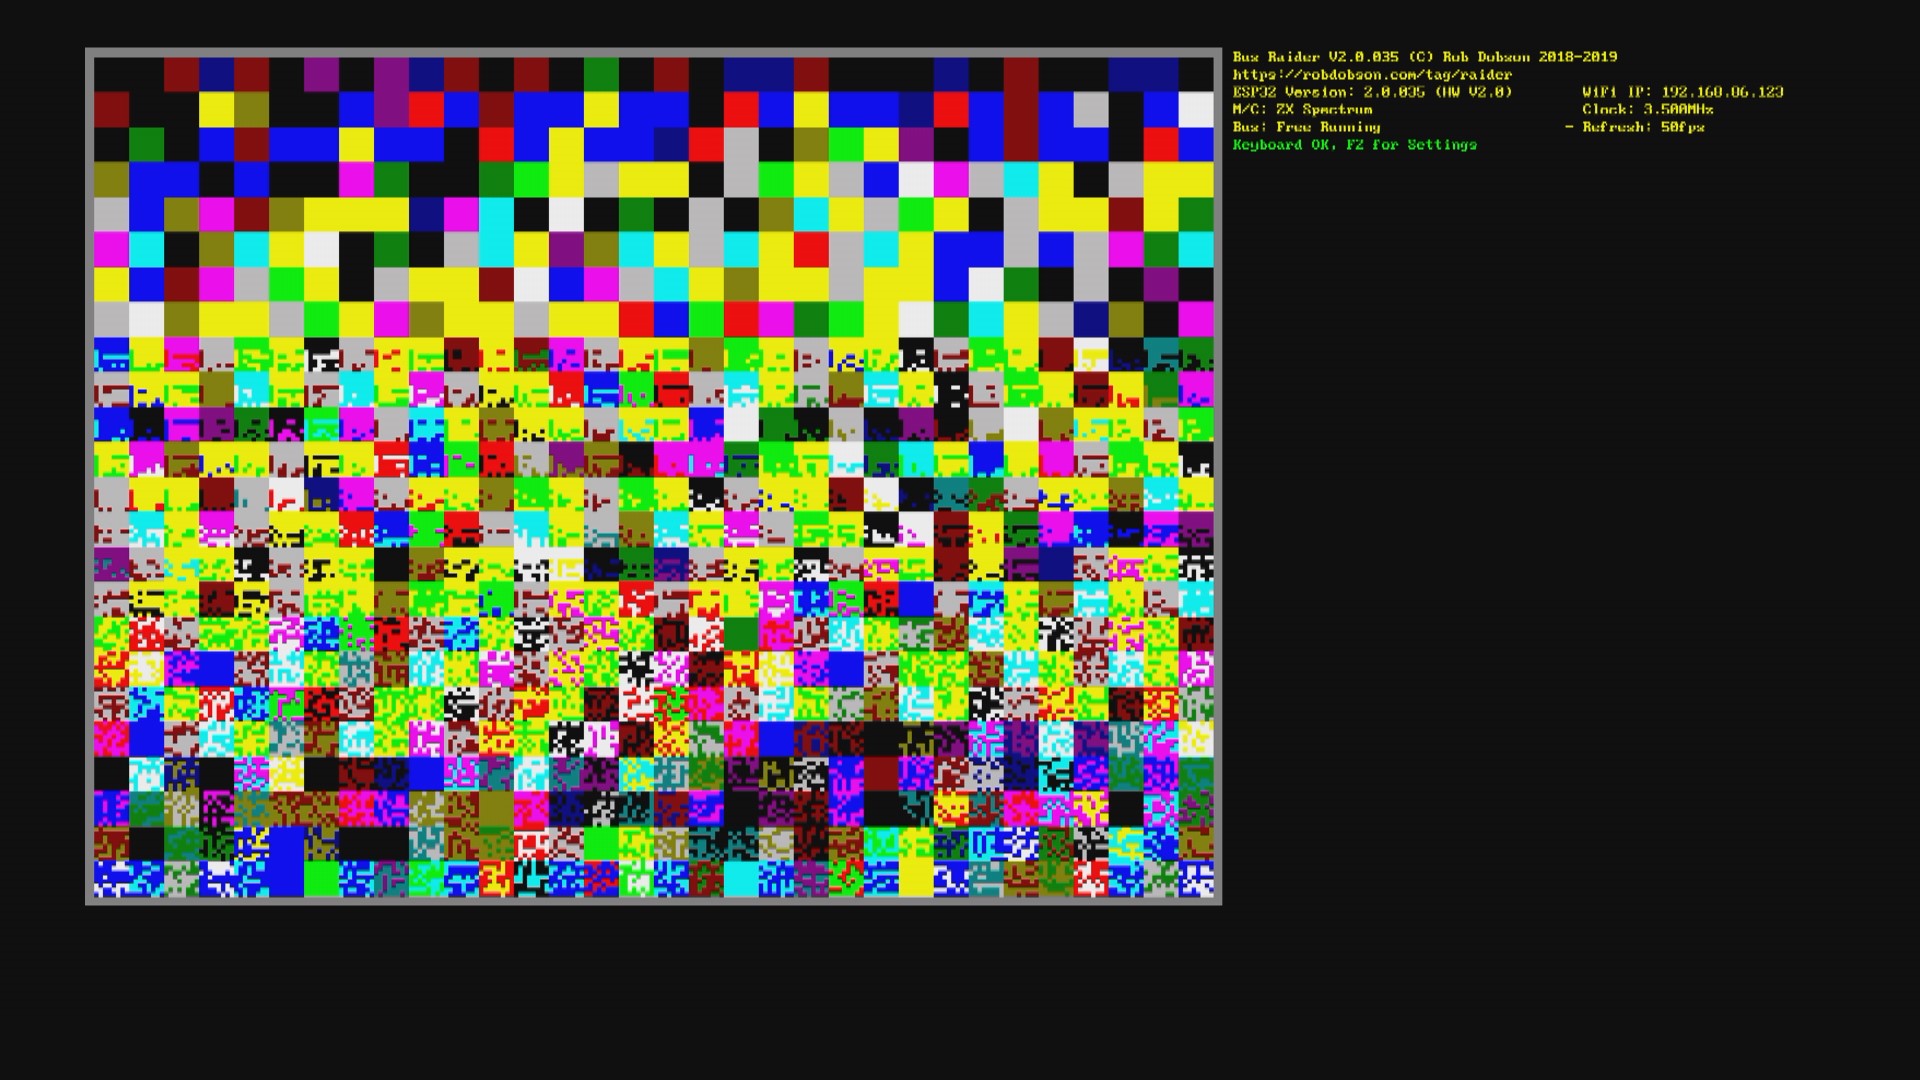 Bus Raider V2.0.035 (C) Rob Dobson 2018-2019
https://robdobson.com/tag/raider
ESP32 Version: 2.0.035 (HW V2.0) WiFi IP: 192.168.86.123
M/C: ZX Spectrum Clock: 3.500MHz
Bus: Free Running - Refresh: 50fps
Keyboard OK, F2 for Settings